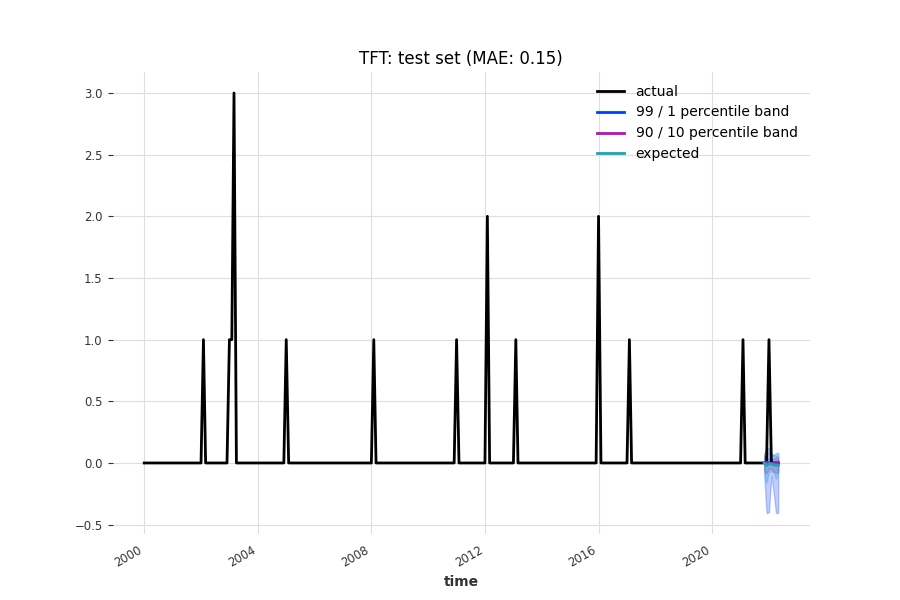 TFT: test set (MAE: 0.15)
actual
99 / 1 percentile band
90 / 10 percentile band
expected
3.0
2.5
2.0
1.5
1.0
0.5
0.0
−0.5
2000 2004 2008 2012 2016 2020
time